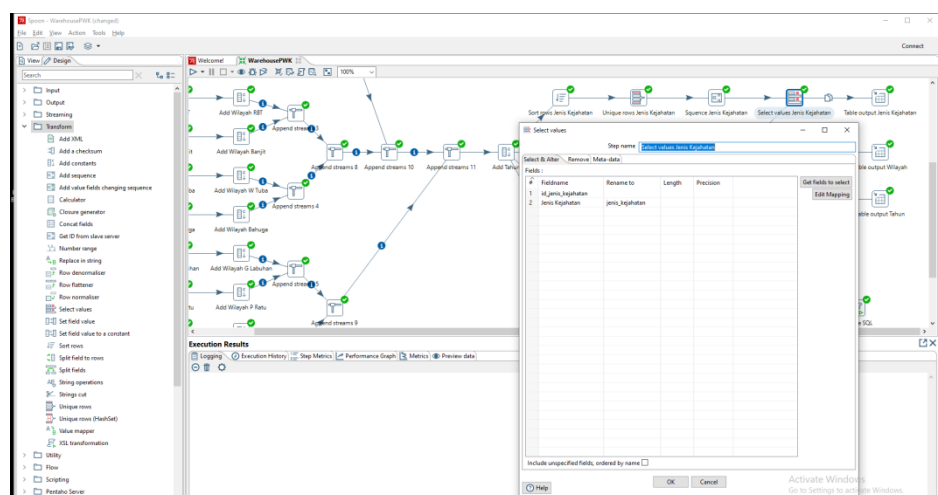 Spoon - WarehousePWK (changed)
File Edit View Action Tools Help
Connect
View Design
Welcome! WarehousePWK
Search
100%
Input
Output
Streaming
Transform
Add XML
Add a checksum
Add constants
Add sequence
Add value fields changing sequence
Calculator
Closure generator
Concat fields
Get ID from slave server
Number range
Replace in string
Row denormaliser
Row flattener
Row normaliser
Select values
Set field value
Set field value to a constant
Sort rows
Split field to rows
Split fields
String operations
Strings cut
Unique rows
Unique rows (HashSet)
Value mapper
XSL transformation
Utility
Flow
Scripting
Pentaho Server
Add Wilayah RBT
Append streams 3
Add Wilayah Banjit
Append streams 8 Append streams 10 Append streams 11
Add Wilayah W Tuba
Append streams 4
Add Wilayah Bahuga
Add Wilayah G Labuhan
Append streams 5
Add Wilayah P Ratu
Append streams 9
Sort rows Jenis Kejahatan Unique rows Jenis Kejahatan Squence Jenis Kejahatan Select values Jenis Kejahatan Table output Jenis Kejahatan
Select values
Step name Select values Jenis Kejahatan
Select & Alter Remove Meta-data
Fields :
# Fieldname Rename to Length Precision
1 id_jenis_kejahatan
2 Jenis Kejahatan jenis_kejahatan
Get fields to select
Edit Mapping
Include unspecified fields, ordered by name
Help OK Cancel
able output Wilayah
able output Tahun
SQL
Execution Results
Logging Execution History Step Metrics Performance Graph Metrics Preview data
Activate Windows
Go to Settings to activate Windows.